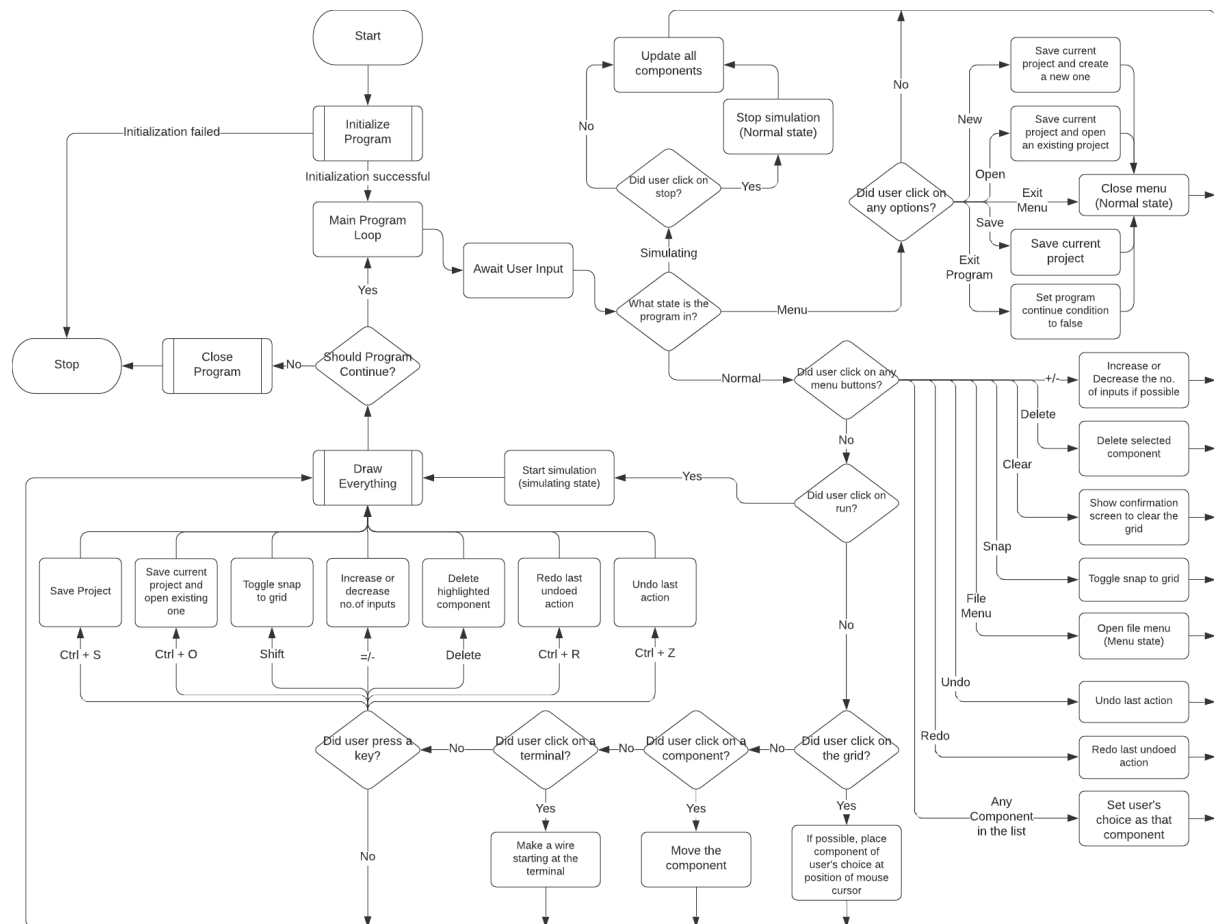 Start
Initialize
Program
Initialization failed
Initialization successful
Main Program
Loop
Await User Input
Yes
Should Program
Continue?
No
Close
Program
Stop
What state is the
program in?
Simulating
Did user click on
stop?
No
Yes
Update all
components
Stop simulation
(Normal state)
Menu
Did user click on
any options?
No
New
Save current
project and create
a new one
Open
Save current
project and open
an existing project
Exit
Menu
Close menu
(Normal state)
Save
Save current
project
Exit
Program
Set program
continue condition
to false
Normal
Did user click on any
menu buttons?
+/-
Increase or
Decrease the no.
of inputs if possible
Delete
Delete selected
component
Clear
Show confirmation
screen to clear the
grid
Snap
Toggle snap to grid
File
Menu
Open file menu
(Menu state)
Undo
Undo last action
Redo
Redo last undoed
action
Any
Component
in the list
Set user's
choice as that
component
No
Did user click on
run?
Yes
Start simulation
(simulating state)
Draw
Everything
No
Did user click on
the grid?
Yes
If possible, place
component of
user's choice at
position of mouse
cursor
No
Did user click on a
component?
Yes
Move the
component
No
Did user click on a
terminal?
Yes
Make a wire
starting at the
terminal
No
Did user press a
key?
No
Ctrl + S
Save Project
Ctrl + O
Save current
project and
open existing
one
Shift
Toggle snap
to grid
=/-
Increase or
decrease
no.of inputs
Delete
Delete
highlighted
component
Ctrl + R
Redo last
undoed
action
Ctrl + Z
Undo last
action